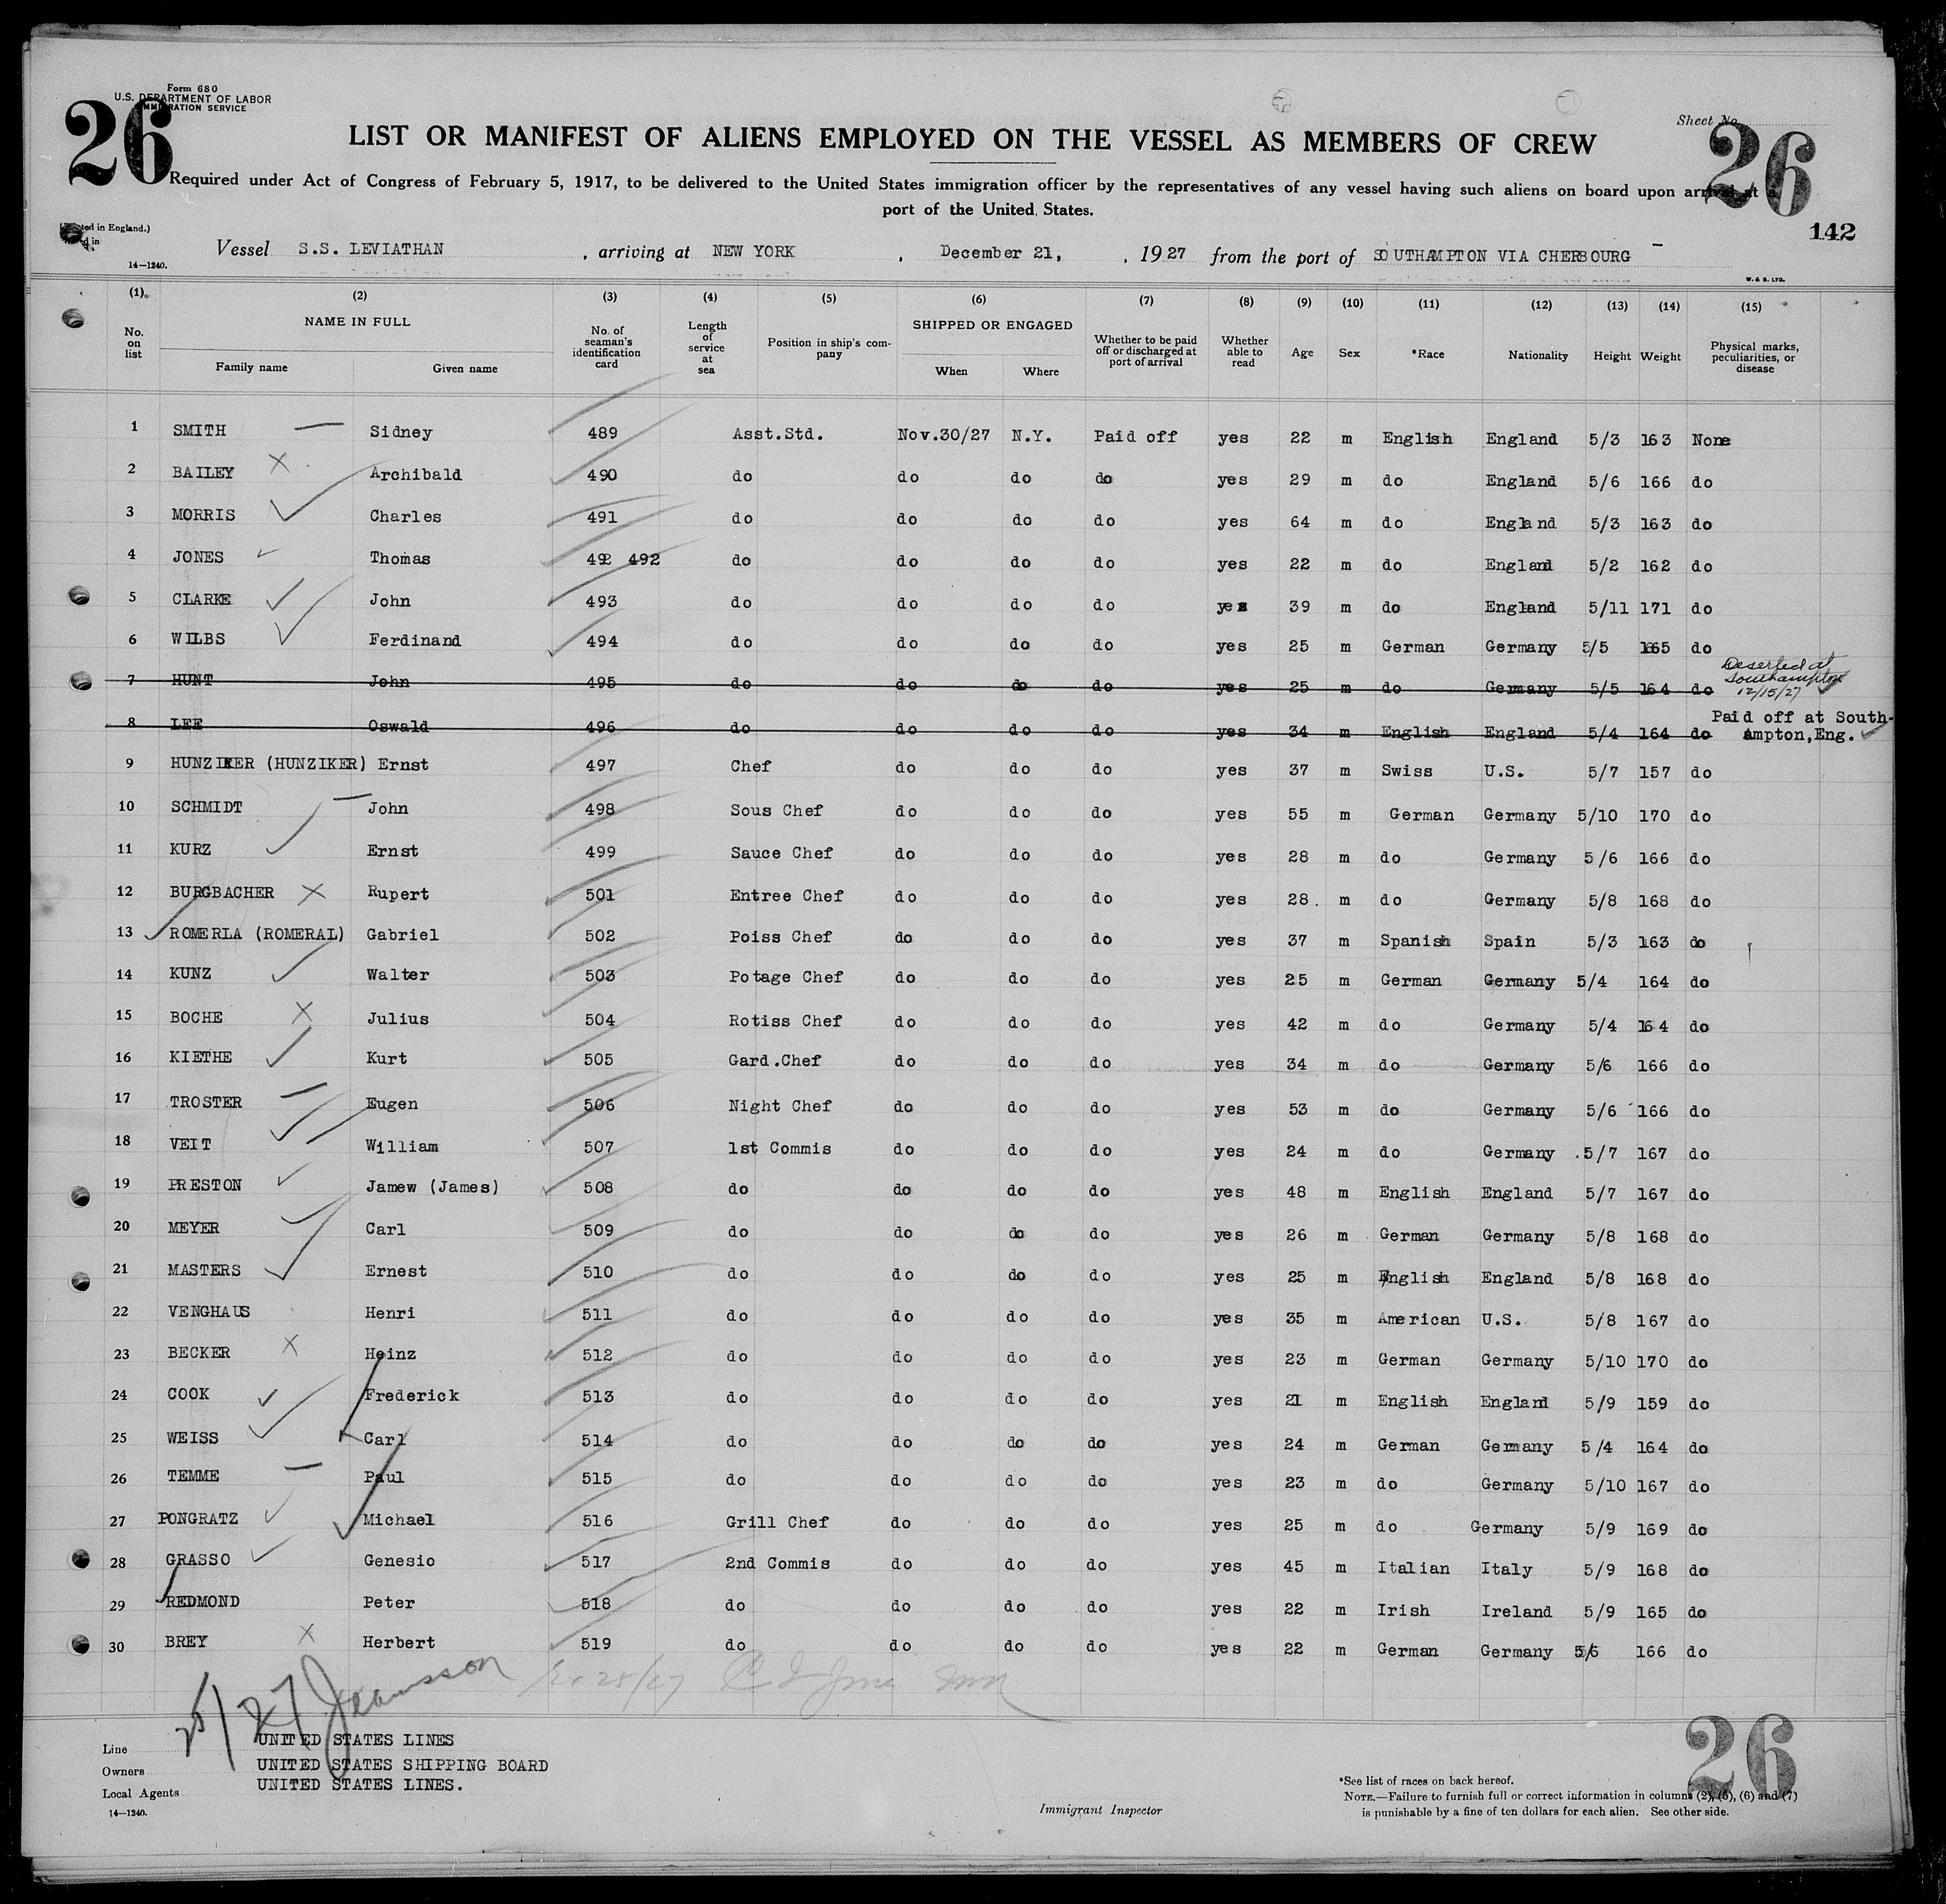 Form 680
U.S. DEPARTMENT OF LABOR
IMMIGRATION SERVICE
26
Sheet No.
26
LIST OR MANIFEST OF ALIENS EMPLOYED ON THE VESSEL AS MEMBERS OF CREW
Required under Act of Congress of February 5, 1917, to be delivered to the United States immigration officer by the representatives of any vessel having such aliens on board upon arrival at a
port of the United States.
142
Vessel S.S. LEVIATHAN , arriving at NEW YORK , December 21, , 1927 from the port of SOUTHAMPTON VIA CHERBOURG
14—1240.
W. & S. LTD.
(1) (2) (3) (4) (5) (6) (7) (8) (9) (10) (11) (12) (13) (14) (15)
No. on list NAME IN FULL Family name Given name No. of seaman's identification card Length of service at sea Position in ship's company SHIPPED OR ENGAGED When Where Whether to be paid off or discharged at port of arrival Whether able to read Age Sex *Race Nationality Height Weight Physical marks, peculiarities, or disease
1 SMITH Sidney 489 Asst.Std. Nov.30/27 N.Y. Paid off yes 22 m English England 5/3 163 None
2 BAILEY Archibald 490 do do do do yes 29 m do England 5/6 166 do
3 MORRIS Charles 491 do do do do yes 64 m do England 5/3 163 do
4 JONES Thomas 492 492 do do do do yes 22 m do England 5/2 162 do
5 CLARKE John 493 do do do do yes 39 m do England 5/11 171 do
6 WILBS Ferdinand 494 do do do do yes 25 m German Germany 5/5 165 do
7 HUNT John 495 do do do do yes 25 m do Germany 5/5 164 do Deserted at Southampton 12/15/27
8 LEE Oswald 496 do do do do yes 34 m English England 5/4 164 do Paid off at South-ampton,Eng.
9 HUNZIKER (HUNZIKER) Ernst 497 Chef do do do yes 37 m Swiss U.S. 5/7 157 do
10 SCHMIDT John 498 Sous Chef do do do yes 55 m German Germany 5/10 170 do
11 KURZ Ernst 499 Sauce Chef do do do yes 28 m do Germany 5/6 166 do
12 BURGBACHER Rupert 501 Entree Chef do do do yes 28. m do Germany 5/8 168 do
13 ROMERLA (ROMERAL) Gabriel 502 Poiss Chef do do do yes 37 m Spanish Spain 5/3 163 do
14 KUNZ Walter 503 Potage Chef do do do yes 25 m German Germany 5/4 164 do
15 BOCHE Julius 504 Rotiss Chef do do do yes 42 m do Germany 5/4 164 do
16 KIETHE Kurt 505 Gard.Chef do do do yes 34 m do Germany 5/6 166 do
17 TROSTER Eugen 506 Night Chef do do do yes 53 m do Germany 5/6 166 do
18 VEIT William 507 1st Commis do do do yes 24 m do Germany 5/7 167 do
19 PRESTON Jamew (James) 508 do do do do yes 48 m English England 5/7 167 do
20 MEYER Carl 509 do do do do yes 26 m German Germany 5/8 168 do
21 MASTERS Ernest 510 do do do do yes 25 m English England 5/8 168 do
22 VENGHAUS Henri 511 do do do do yes 35 m American U.S. 5/8 167 do
23 BECKER Heinz 512 do do do do yes 23 m German Germany 5/10 170 do
24 COOK Frederick 513 do do do do yes 21 m English England 5/9 159 do
25 WEISS Carl 514 do do do do yes 24 m German Germany 5/4 164 do
26 TEMME Paul 515 do do do do yes 23 m do Germany 5/10 167 do
27 PONGRATZ Michael 516 Grill Chef do do do yes 25 m do Germany 5/9 169 do
28 GRASSO Genesio 517 2nd Commis do do do yes 45 m Italian Italy 5/9 168 do
29 REDMOND Peter 518 do do do do yes 22 m Irish Ireland 5/9 165 do
30 BREY Herbert 519 do do do do yes 22 m German Germany 5/6 166 do
Line UNITED STATES LINES
Owners UNITED STATES SHIPPING BOARD
Local Agents UNITED STATES LINES.
14—1240.
Immigrant Inspector
26
*See list of races on back hereof.
NOTE.—Failure to furnish full or correct information in columns (2), (5), (6) and (7)
is punishable by a fine of ten dollars for each alien. See other side.